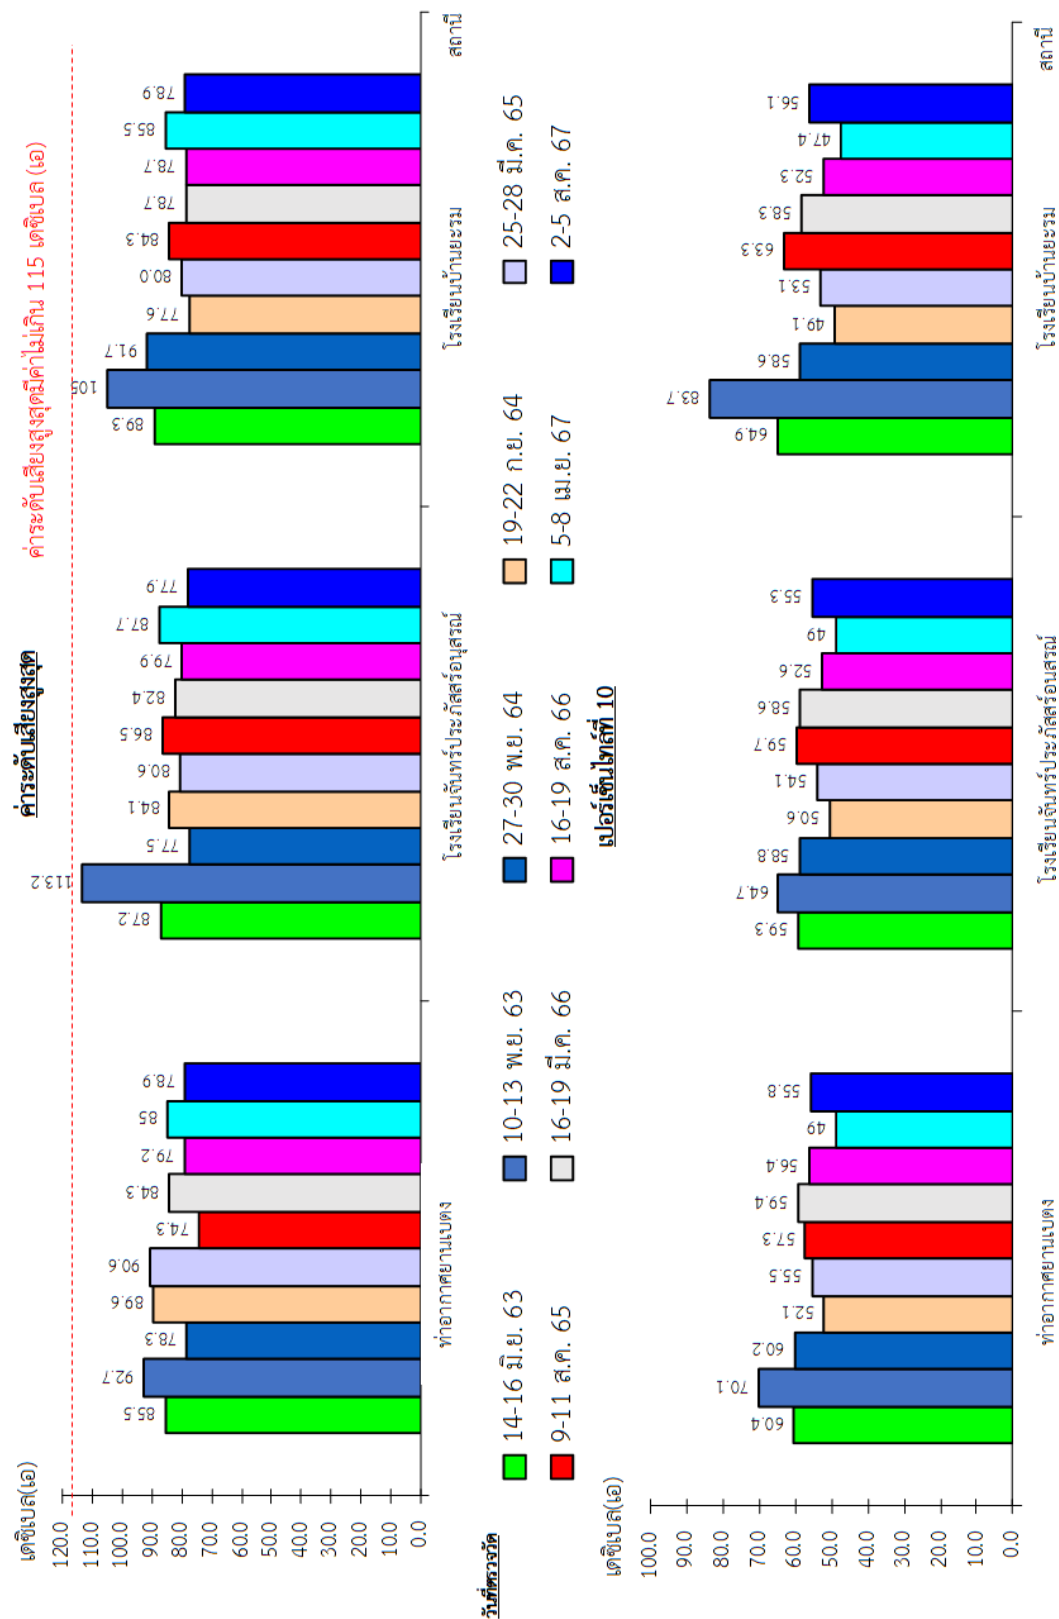 ค่าระดับเสียงสูงสุด
ค่าระดับเสียงสูงสุดมีค่าไม่เกิน 115 เดซิเบล (เอ)
เดซิเบล(เอ)
120.0
110.0
100.0
90.0
80.0
70.0
60.0
50.0
40.0
30.0
20.0
10.0
0.0
85.5 92.7 78.3 89.6 90.6 74.3 84.3 79.2 85 78.9
87.2 113.2 77.5 84.1 80.6 86.5 82.4 79.9 87.7 77.9
89.3 105 91.7 77.6 80.0 84.3 78.7 78.7 85.5 78.9
ท่าอากาศยานเบตง โรงเรียนจันทร์ประภัสสร์อนุสรณ์ โรงเรียนบ้านยะรม สถานี
วันที่ตรวจวัด
14-16 มิ.ย. 63 10-13 พ.ย. 63 27-30 พ.ย. 64 19-22 ก.ย. 64 25-28 มี.ค. 65
9-11 ส.ค. 65 16-19 มี.ค. 66 16-19 ส.ค. 66 5-8 เม.ย. 67 2-5 ส.ค. 67
เปอร์เซ็นไทล์ที่ 10
เดซิเบล(เอ)
100.0
90.0
80.0
70.0
60.0
50.0
40.0
30.0
20.0
10.0
0.0
60.4 70.1 60.2 52.1 55.5 57.3 59.4 56.4 49 55.8
59.3 64.7 58.8 50.6 54.1 59.7 58.6 52.6 49 55.3
64.9 83.7 58.6 49.1 53.1 63.3 58.3 52.3 47.4 56.1
ท่าอากาศยานเบตง โรงเรียนจันทร์ประภัสสร์อนุสรณ์ โรงเรียนบ้านยะรม สถานี